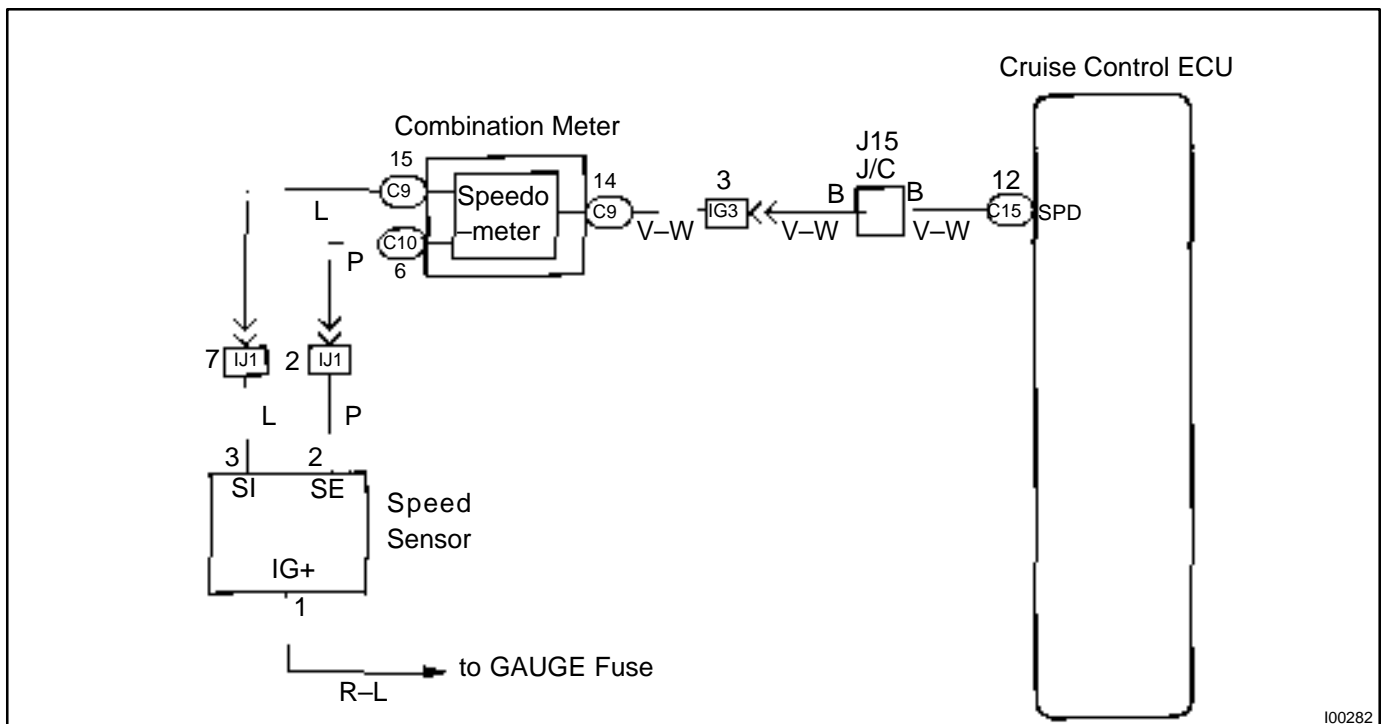 Cruise Control ECU
Combination Meter
15
C9
L
Speedo
–meter
14
C9
V–W
3
IG3
V–W
J15
J/C
B
B
V–W
12
C15
SPD
C10
P
6
7
IJ1
2
IJ1
L
P
3
2
SI
SE
Speed
Sensor
IG+
1
to GAUGE Fuse
R–L
I00282